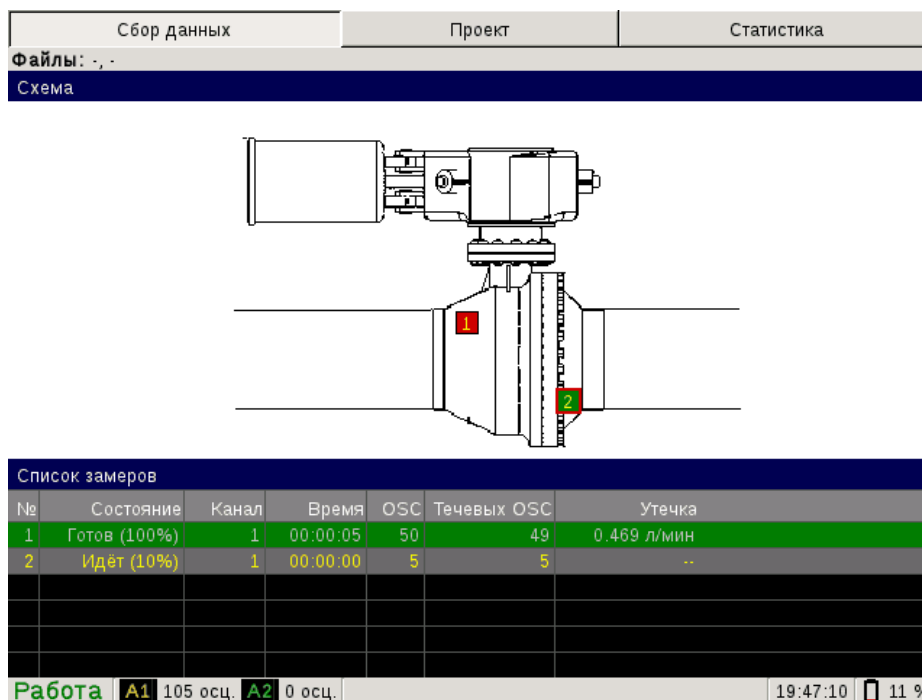 Сбор данных Проект Статистика
Файлы: -, -
Схема
1
2
Список замеров
№ Состояние Канал Время OSC Течевых OSC Утечка
1 Готов (100%) 1 00:00:05 50 49 0.469 л/мин
2 Идёт (10%) 1 00:00:00 5 5 --
Работа A1 105 осц. A2 0 осц. 19:47:10 11 %